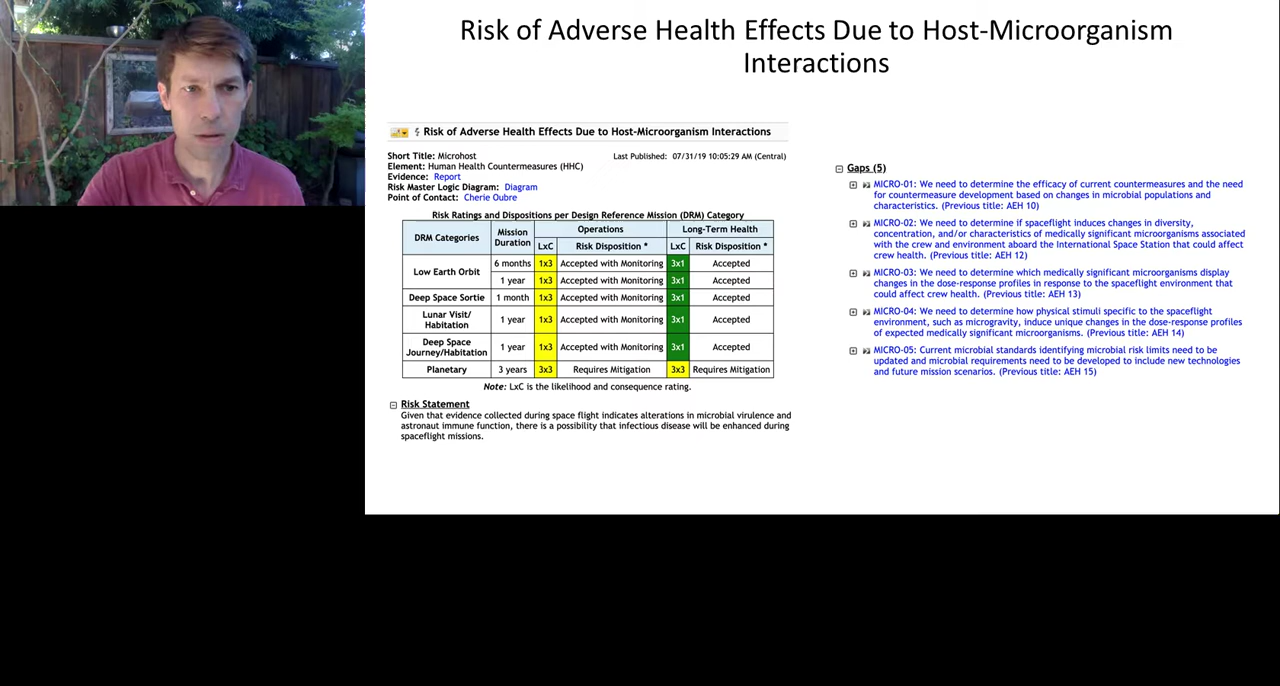 Risk of Adverse Health Effects Due to Host-Microorganism
Interactions
Risk of Adverse Health Effects Due to Host-Microorganism Interactions
Short Title: Microhost Last Published: 07/31/19 10:05:29 AM (Central)
Element: Human Health Countermeasures (HHC)
Evidence: Report
Risk Master Logic Diagram: Diagram
Point of Contact: Cherie Oubre
Risk Ratings and Dispositions per Design Reference Mission (DRM) Category
DRM Categories Mission Duration Operations Long-Term Health
LxC Risk Disposition * LxC Risk Disposition *
Low Earth Orbit 6 months 1x3 Accepted with Monitoring 3x1 Accepted
1 year 1x3 Accepted with Monitoring 3x1 Accepted
Deep Space Sortie 1 month 1x3 Accepted with Monitoring 3x1 Accepted
Lunar Visit/ Habitation 1 year 1x3 Accepted with Monitoring 3x1 Accepted
Deep Space Journey/Habitation 1 year 1x3 Accepted with Monitoring 3x1 Accepted
Planetary 3 years 3x3 Requires Mitigation 3x3 Requires Mitigation
Note: LxC is the likelihood and consequence rating.
Risk Statement
Given that evidence collected during space flight indicates alterations in microbial virulence and
astronaut immune function, there is a possibility that infectious disease will be enhanced during
spaceflight missions.
Gaps (5)
MICRO-01: We need to determine the efficacy of current countermeasures and the need
for countermeasure development based on changes in microbial populations and
characteristics. (Previous title: AEH 10)
MICRO-02: We need to determine if spaceflight induces changes in diversity,
concentration, and/or characteristics of medically significant microorganisms associated
with the crew and environment aboard the International Space Station that could affect
crew health. (Previous title: AEH 12)
MICRO-03: We need to determine which medically significant microorganisms display
changes in the dose-response profiles in response to the spaceflight environment that
could affect crew health. (Previous title: AEH 13)
MICRO-04: We need to determine how physical stimuli specific to the spaceflight
environment, such as microgravity, induce unique changes in the dose-response profiles
of expected medically significant microorganisms. (Previous title: AEH 14)
MICRO-05: Current microbial standards identifying microbial risk limits need to be
updated and microbial requirements need to be developed to include new technologies
and future mission scenarios. (Previous title: AEH 15)